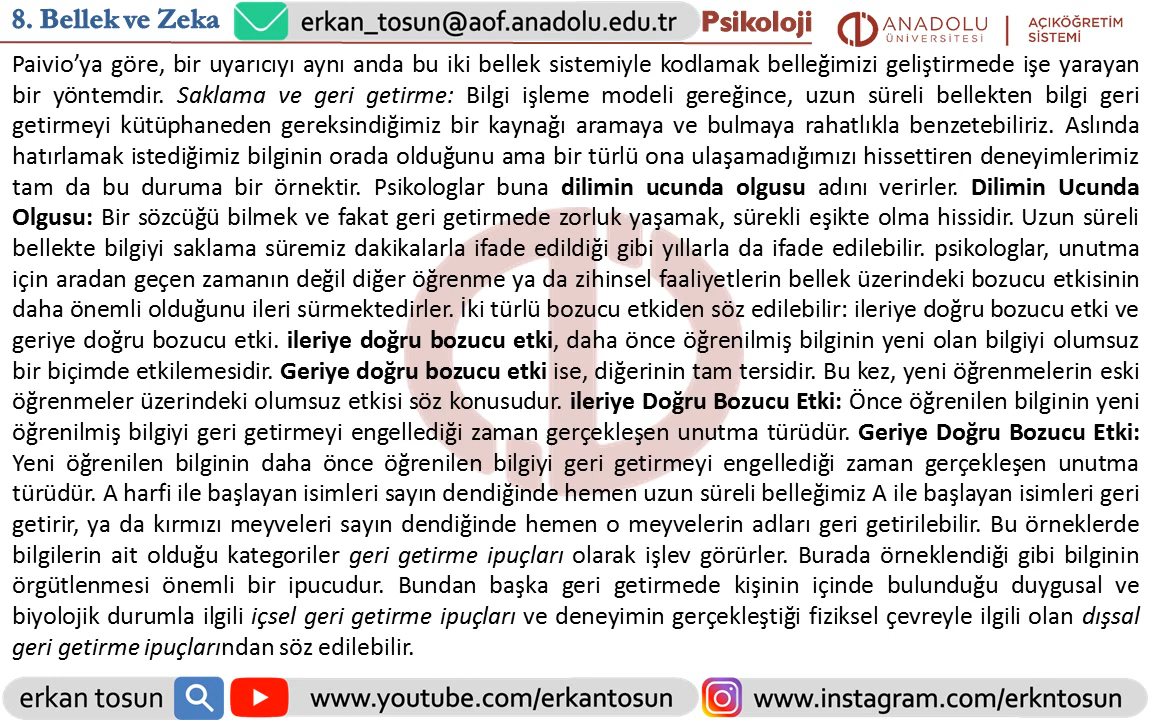 8. Bellek ve Zeka erkan_tosun@aof.anadolu.edu.tr Psikoloji ANADOLU ÜNİVERSİTESİ AÇIKÖĞRETİM SİSTEMİ
Paivio’ya göre, bir uyarıcıyı aynı anda bu iki bellek sistemiyle kodlamak belleğimizi geliştirmede işe yarayan
bir yöntemdir. Saklama ve geri getirme: Bilgi işleme modeli gereğince, uzun süreli bellekten bilgi geri
getirmeyi kütüphaneden gereksindiğimiz bir kaynağı aramaya ve bulmaya rahatlıkla benzetebiliriz. Aslında
hatırlamak istediğimiz bilginin orada olduğunu ama bir türlü ona ulaşamadığımızı hissettiren deneyimlerimiz
tam da bu duruma bir örnektir. Psikologlar buna dilimin ucunda olgusu adını verirler. Dilimin Ucunda
Olgusu: Bir sözcüğü bilmek ve fakat geri getirmede zorluk yaşamak, sürekli eşikte olma hissidir. Uzun süreli
bellekte bilgiyi saklama süremiz dakikalarla ifade edildiği gibi yıllarla da ifade edilebilir. psikologlar, unutma
için aradan geçen zamanın değil diğer öğrenme ya da zihinsel faaliyetlerin bellek üzerindeki bozucu etkisinin
daha önemli olduğunu ileri sürmektedirler. İki türlü bozucu etkiden söz edilebilir: ileriye doğru bozucu etki ve
geriye doğru bozucu etki. ileriye doğru bozucu etki, daha önce öğrenilmiş bilginin yeni olan bilgiyi olumsuz
bir biçimde etkilemesidir. Geriye doğru bozucu etki ise, diğerinin tam tersidir. Bu kez, yeni öğrenmelerin eski
öğrenmeler üzerindeki olumsuz etkisi söz konusudur. ileriye Doğru Bozucu Etki: Önce öğrenilen bilginin yeni
öğrenilmiş bilgiyi geri getirmeyi engellediği zaman gerçekleşen unutma türüdür. Geriye Doğru Bozucu Etki:
Yeni öğrenilen bilginin daha önce öğrenilen bilgiyi geri getirmeyi engellediği zaman gerçekleşen unutma
türüdür. A harfi ile başlayan isimleri sayın dendiğinde hemen uzun süreli belleğimiz A ile başlayan isimleri geri
getirir, ya da kırmızı meyveleri sayın dendiğinde hemen o meyvelerin adları geri getirilebilir. Bu örneklerde
bilgilerin ait olduğu kategoriler geri getirme ipuçları olarak işlev görürler. Burada örneklendiği gibi bilginin
örgütlenmesi önemli bir ipucudur. Bundan başka geri getirmede kişinin içinde bulunduğu duygusal ve
biyolojik durumla ilgili içsel geri getirme ipuçları ve deneyimin gerçekleştiği fiziksel çevreyle ilgili olan dışsal
geri getirme ipuçlarından söz edilebilir.
erkan tosun www.youtube.com/erkantosun www.instagram.com/erkntosun